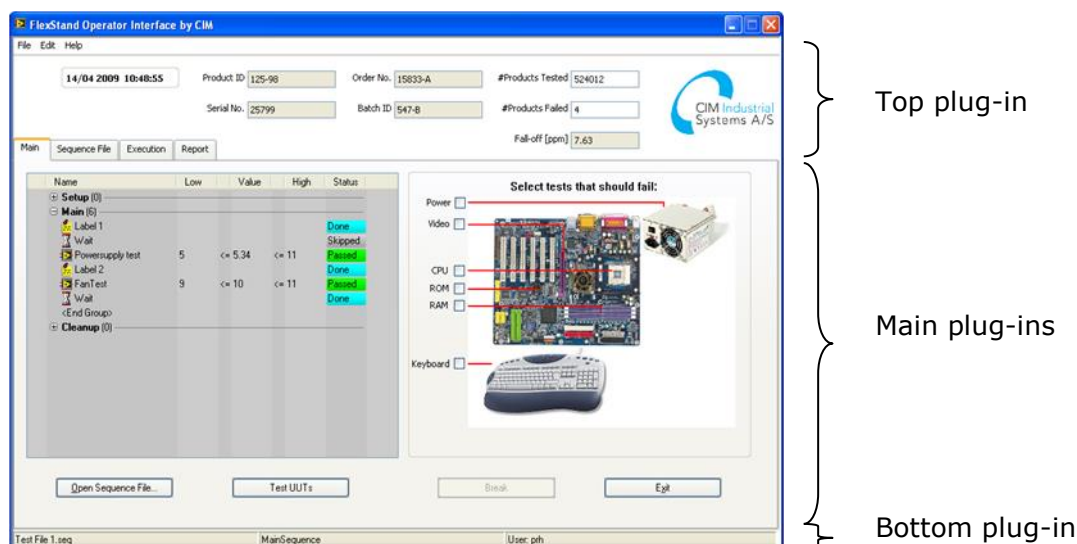 FlexStand Operator Interface by CIM
File Edit Help
14/04 2009 10:48:55
Product ID 125-98
Order No. 15833-A
#Products Tested 524012
Serial No. 25799
Batch ID 547-B
#Products Failed 4
Fall-off [ppm] 7.63
CIM Industrial
Systems A/S
Top plug-in
Main Sequence File Execution Report
Name Low Value High Status
Setup (0)
Main (6)
Label 1 Done
Wait Skipped
Powersupply test 5 <= 5.34 <= 11 Passed
Label 2 Done
FanTest 9 <= 10 <= 11 Passed
Wait Done
<End Group>
Cleanup (0)
Select tests that should fail:
Power
Video
CPU
ROM
RAM
Keyboard
Main plug-ins
Open Sequence File...
Test UUTs
Break
Exit
Bottom plug-in
Test File 1.seq
MainSequence
User: prh